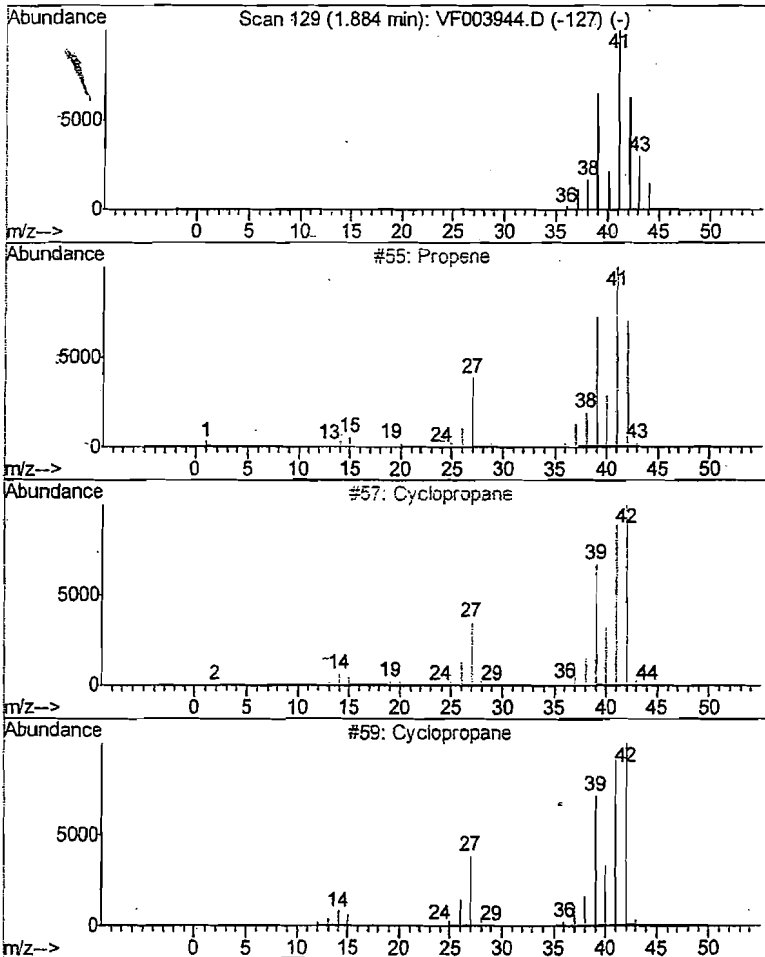 Abundance Scan 129 (1.884 min): VF003944.D (-127) (-)
41
5000
43
38
36
0
m/z--> 0 5 10 15 20 25 30 35 40 45 50
Abundance #55: Propene
41
5000
27
38
1 13 15 19 24 43
0
m/z--> 0 5 10 15 20 25 30 35 40 45 50
Abundance #57: Cyclopropane
42
39
5000
27
2 14 19 24 29 36 44
0
m/z--> 0 5 10 15 20 25 30 35 40 45 50
Abundance #59: Cyclopropane
42
39
5000
27
14 24 29 36
0
m/z--> 0 5 10 15 20 25 30 35 40 45 50